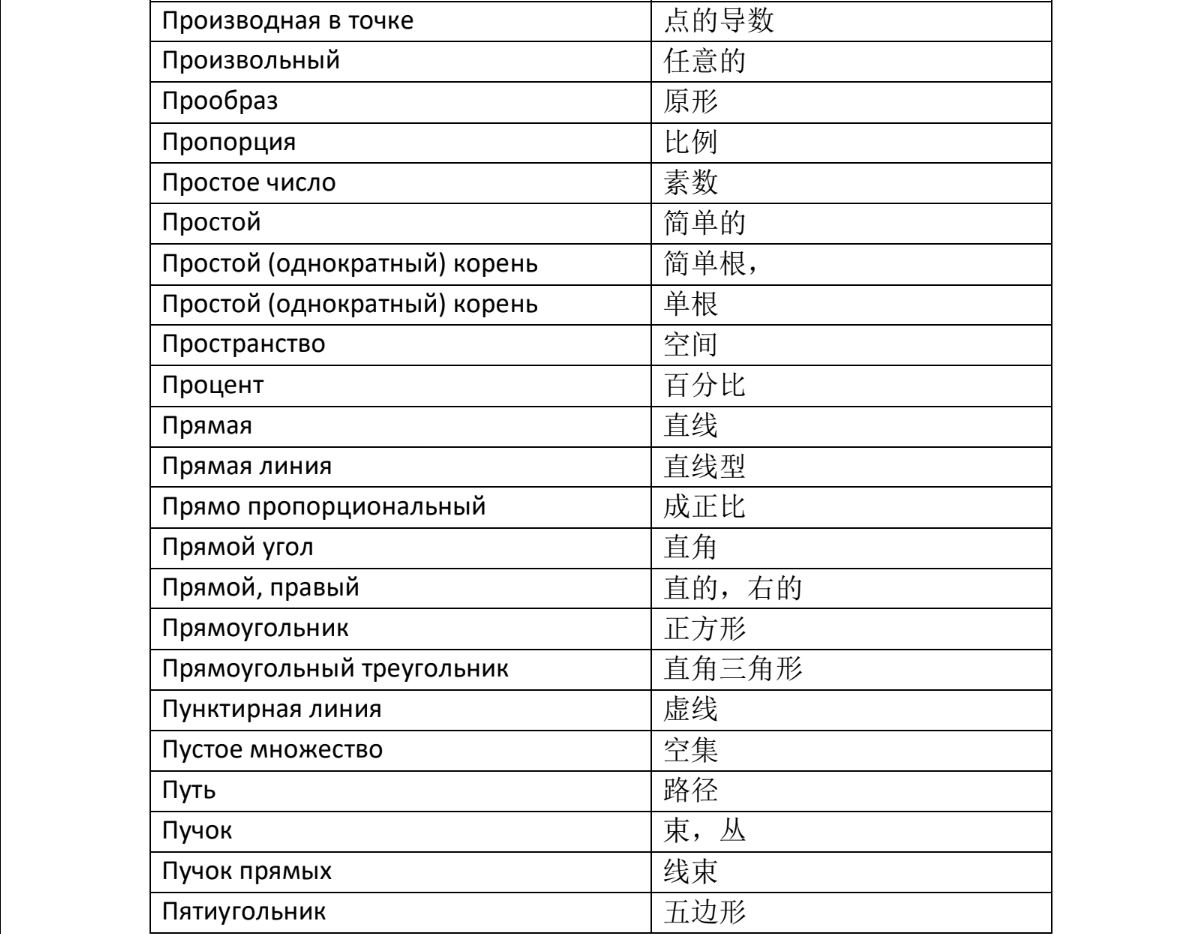 Производная в точке 点的导数
Произвольный 任意的
Прообраз 原形
Пропорция 比例
Простое число 素数
Простой 简单的
Простой (однократный) корень 简单根，
Простой (однократный) корень 单根
Пространство 空间
Процент 百分比
Прямая 直线
Прямая линия 直线型
Прямо пропорциональный 成正比
Прямой угол 直角
Прямой, правый 直的，右的
Прямоугольник 正方形
Прямоугольный треугольник 直角三角形
Пунктирная линия 虚线
Пустое множество 空集
Путь 路径
Пучок 束，丛
Пучок прямых 线束
Пятиугольник 五边形